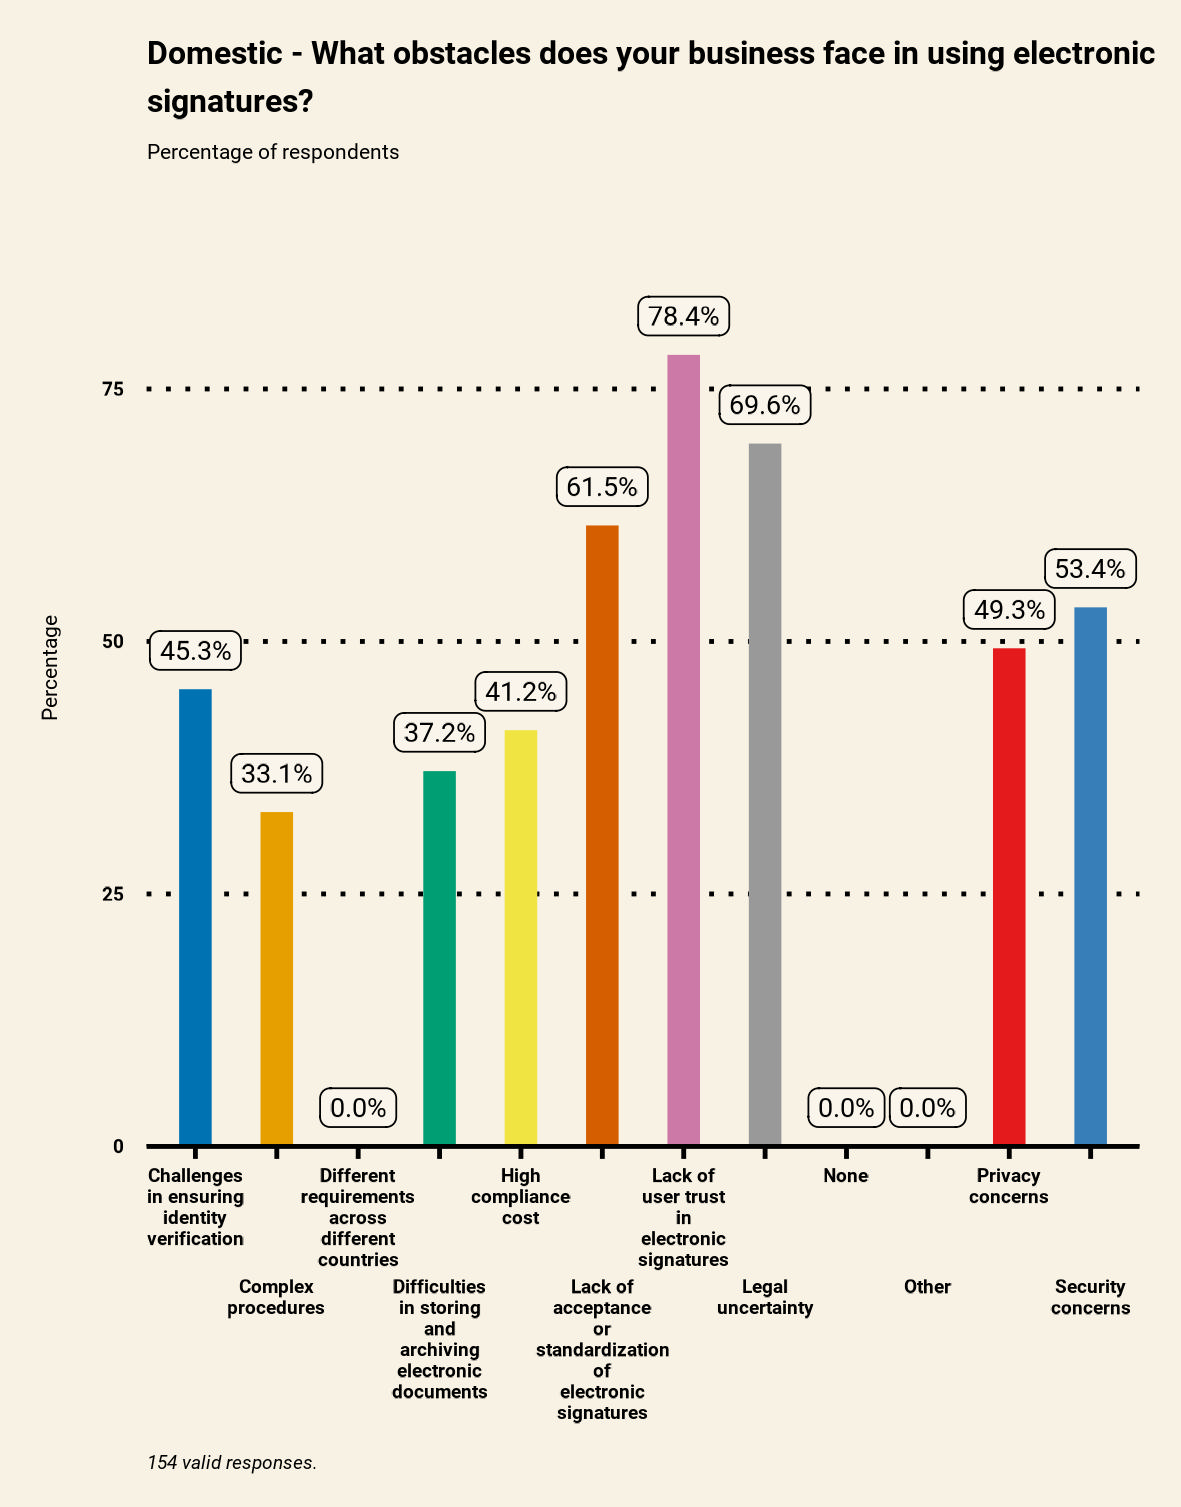 Domestic - What obstacles does your business face in using electronic
signatures?
Percentage of respondents
78.4%
75
69.6%
61.5%
53.4%
49.3%
50
45.3%
41.2%
37.2%
33.1%
25
0.0%
0.0%
0.0%
0
Percentage
Challenges
in ensuring
identity
verification
Complex
procedures
Different
requirements
across
different
countries
Difficulties
in storing
and
archiving
electronic
documents
High
compliance
cost
Lack of
acceptance
or
standardization
of
electronic
signatures
Lack of
user trust
in
electronic
signatures
Legal
uncertainty
None
Other
Privacy
concerns
Security
concerns
154 valid responses.